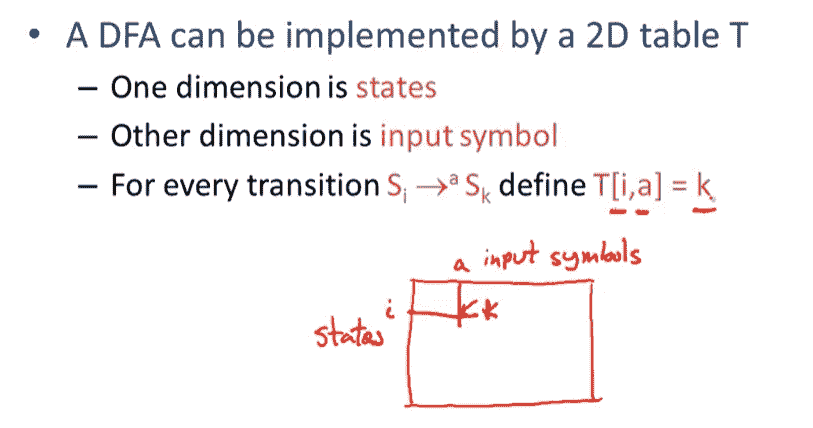 • A DFA can be implemented by a 2D table T
– One dimension is states
– Other dimension is input symbol
– For every transition Sᵢ →ᵃ Sₖ define T[i,a] = k
a input symbols
i k
states